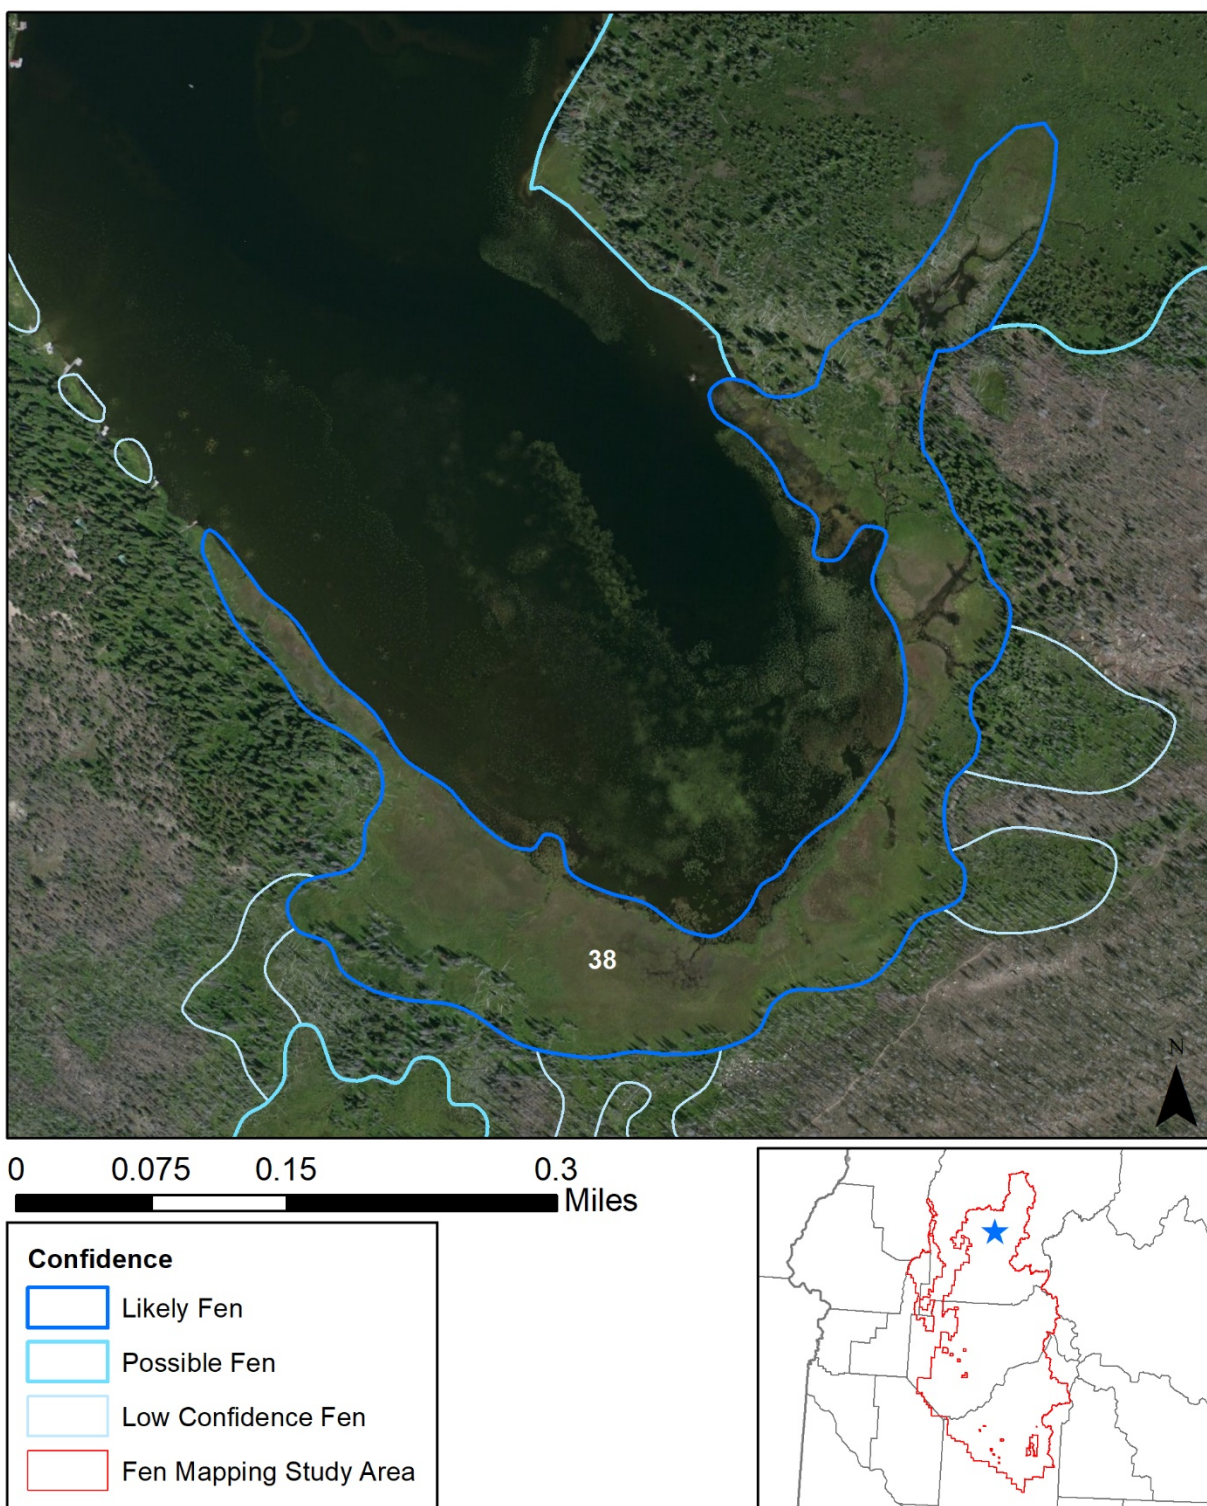 38
N
0 0.075 0.15 0.3
Miles
Confidence
Likely Fen
Possible Fen
Low Confidence Fen
Fen Mapping Study Area